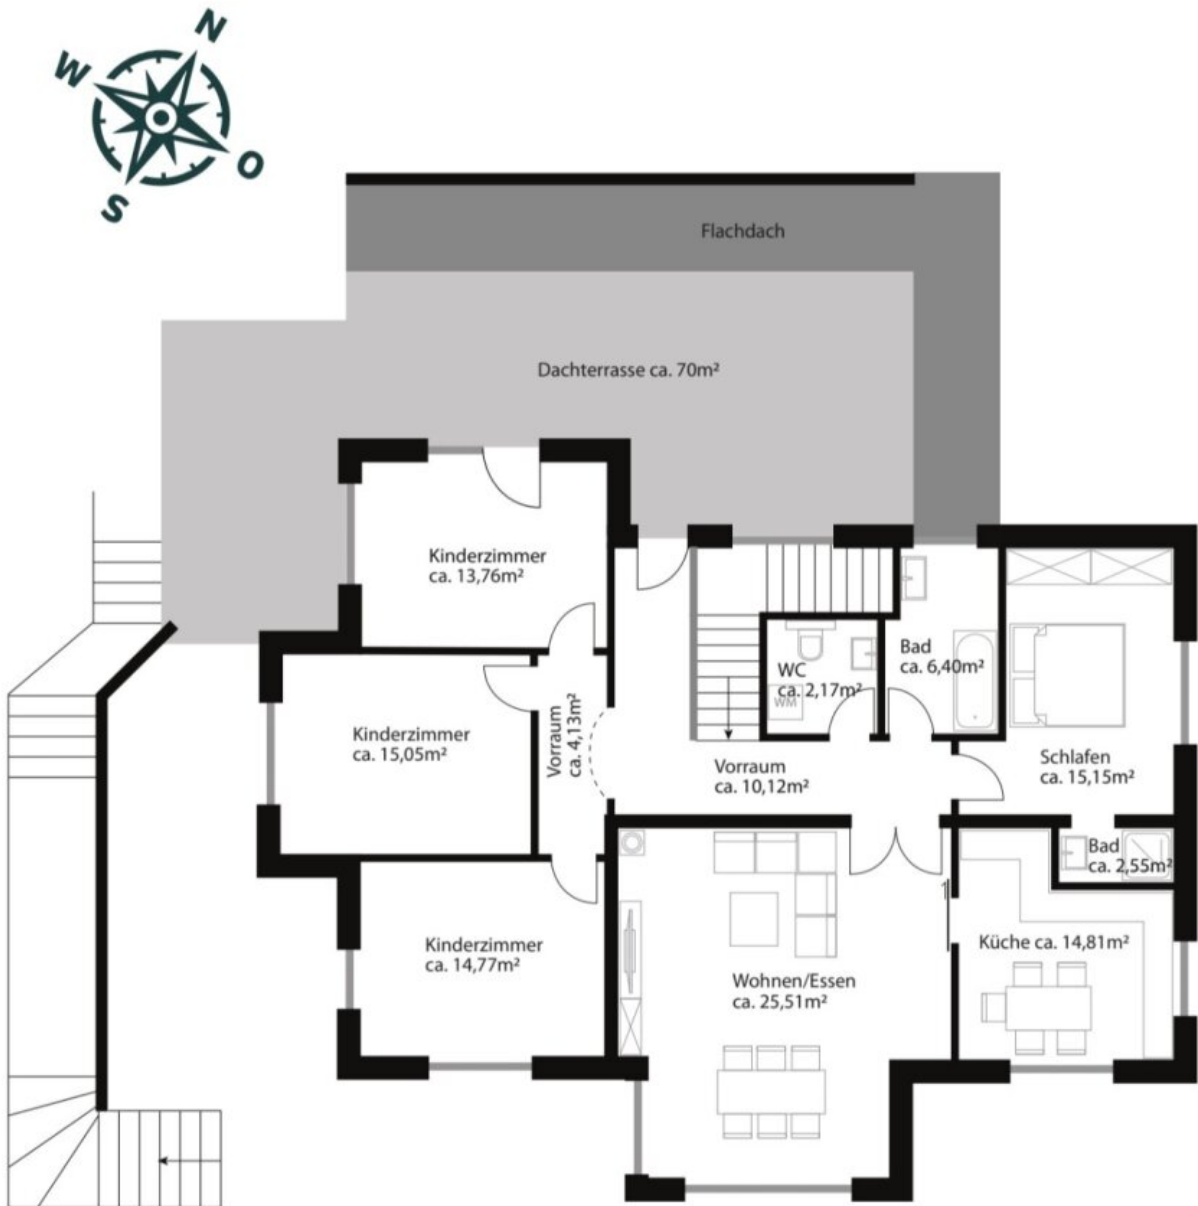 N
W
O
S
Flachdach
Dachterrasse ca. 70m²
Kinderzimmer
ca. 13,76m²
Kinderzimmer
ca. 15,05m²
Vorraum
ca. 4,13m²
WC
ca. 2,17m²
WM
Bad
ca. 6,40m²
Vorraum
ca. 10,12m²
Schlafen
ca. 15,15m²
Bad
ca. 2,55m²
Kinderzimmer
ca. 14,77m²
Wohnen/Essen
ca. 25,51m²
Küche ca. 14,81m²